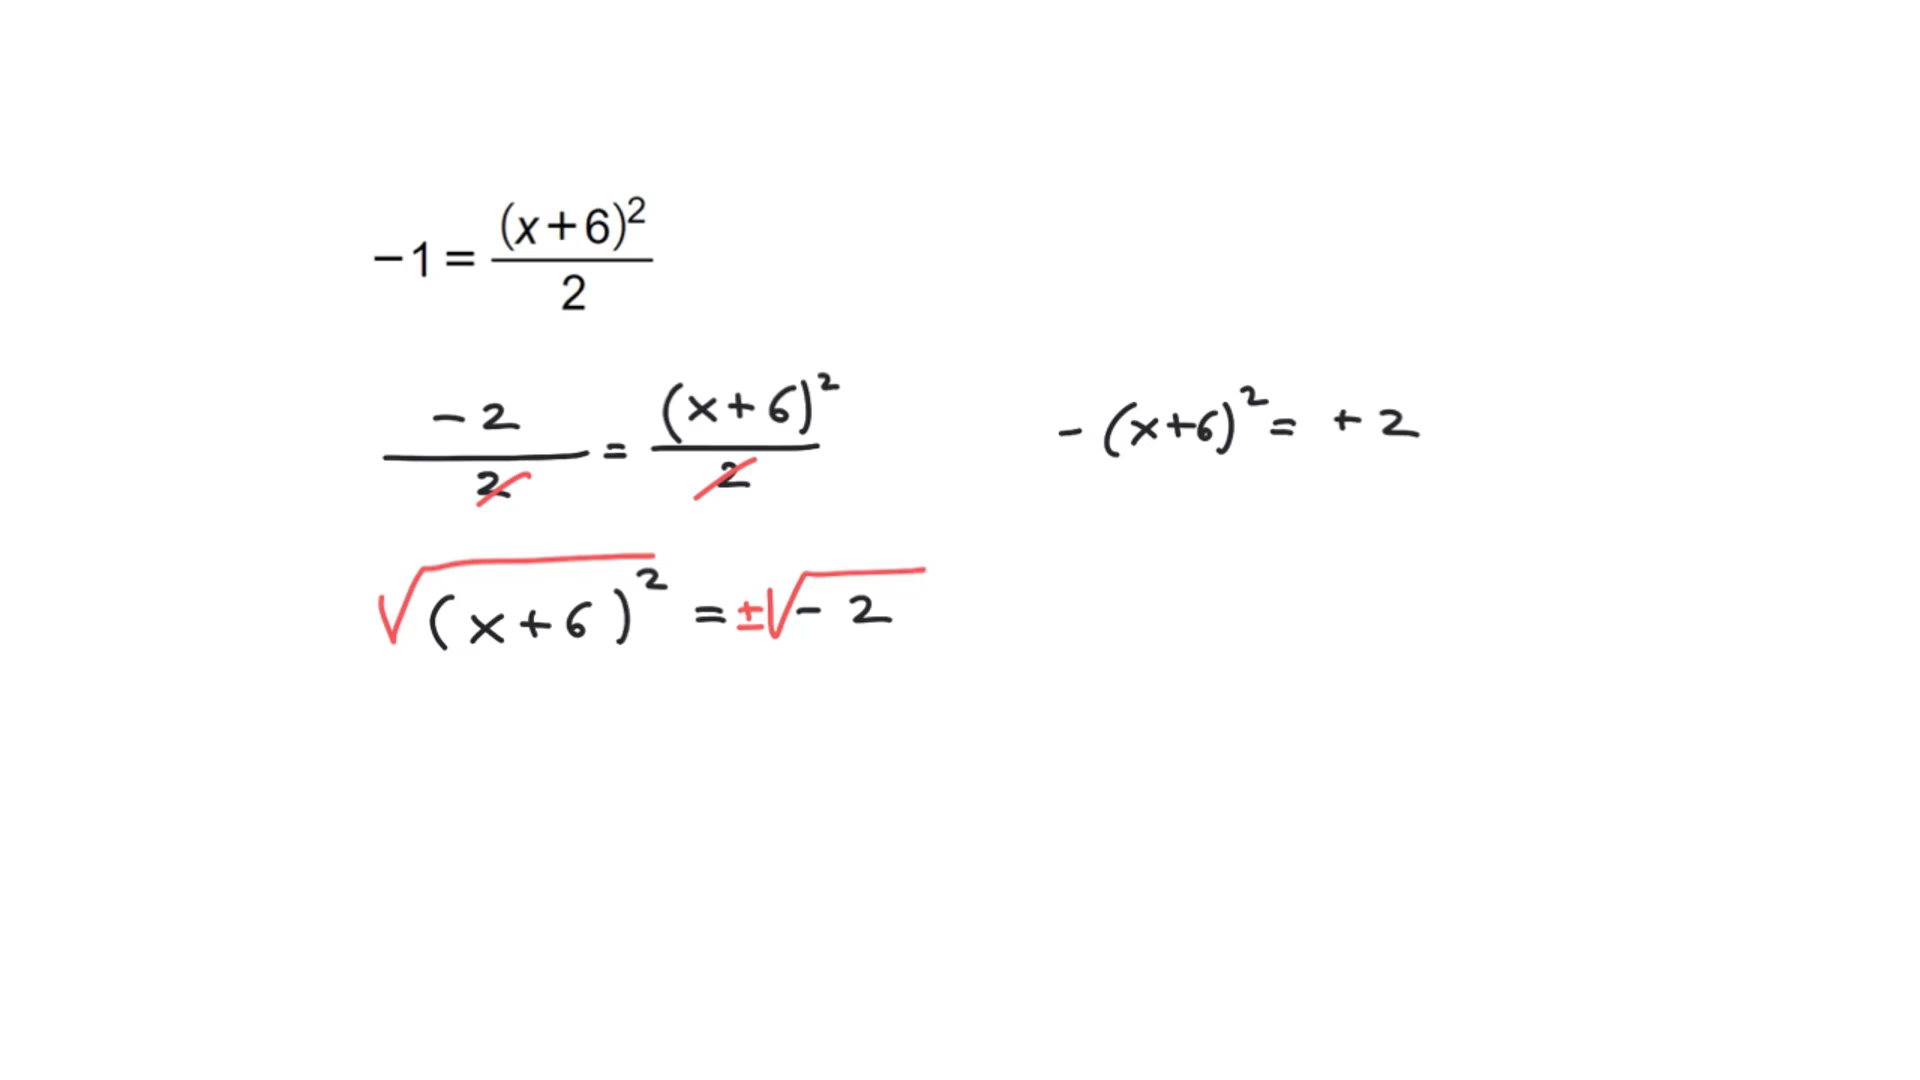 −1 = (x+6)² / 2
−2 / 2 = (x+6)² / 2
−(x+6)² = +2
√(x+6)² = ±√−2